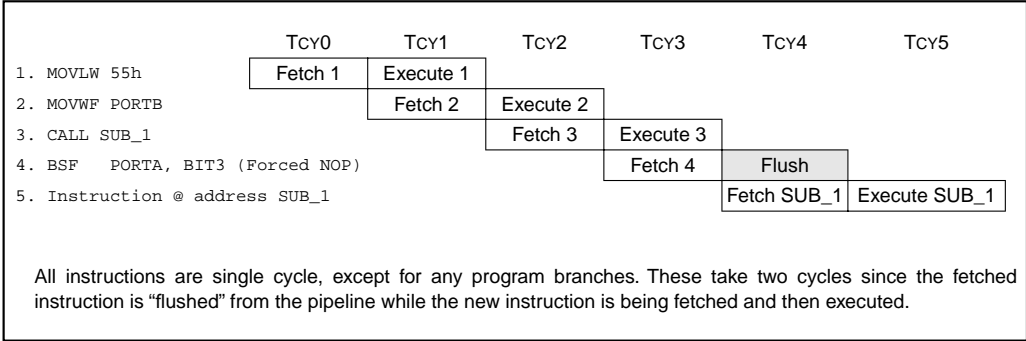 TCY0 TCY1 TCY2 TCY3 TCY4 TCY5
1. MOVLW 55h Fetch 1 Execute 1
2. MOVWF PORTB Fetch 2 Execute 2
3. CALL SUB_1 Fetch 3 Execute 3
4. BSF PORTA, BIT3 (Forced NOP) Fetch 4 Flush
5. Instruction @ address SUB_1 Fetch SUB_1 Execute SUB_1
All instructions are single cycle, except for any program branches. These take two cycles since the fetched
instruction is “flushed” from the pipeline while the new instruction is being fetched and then executed.